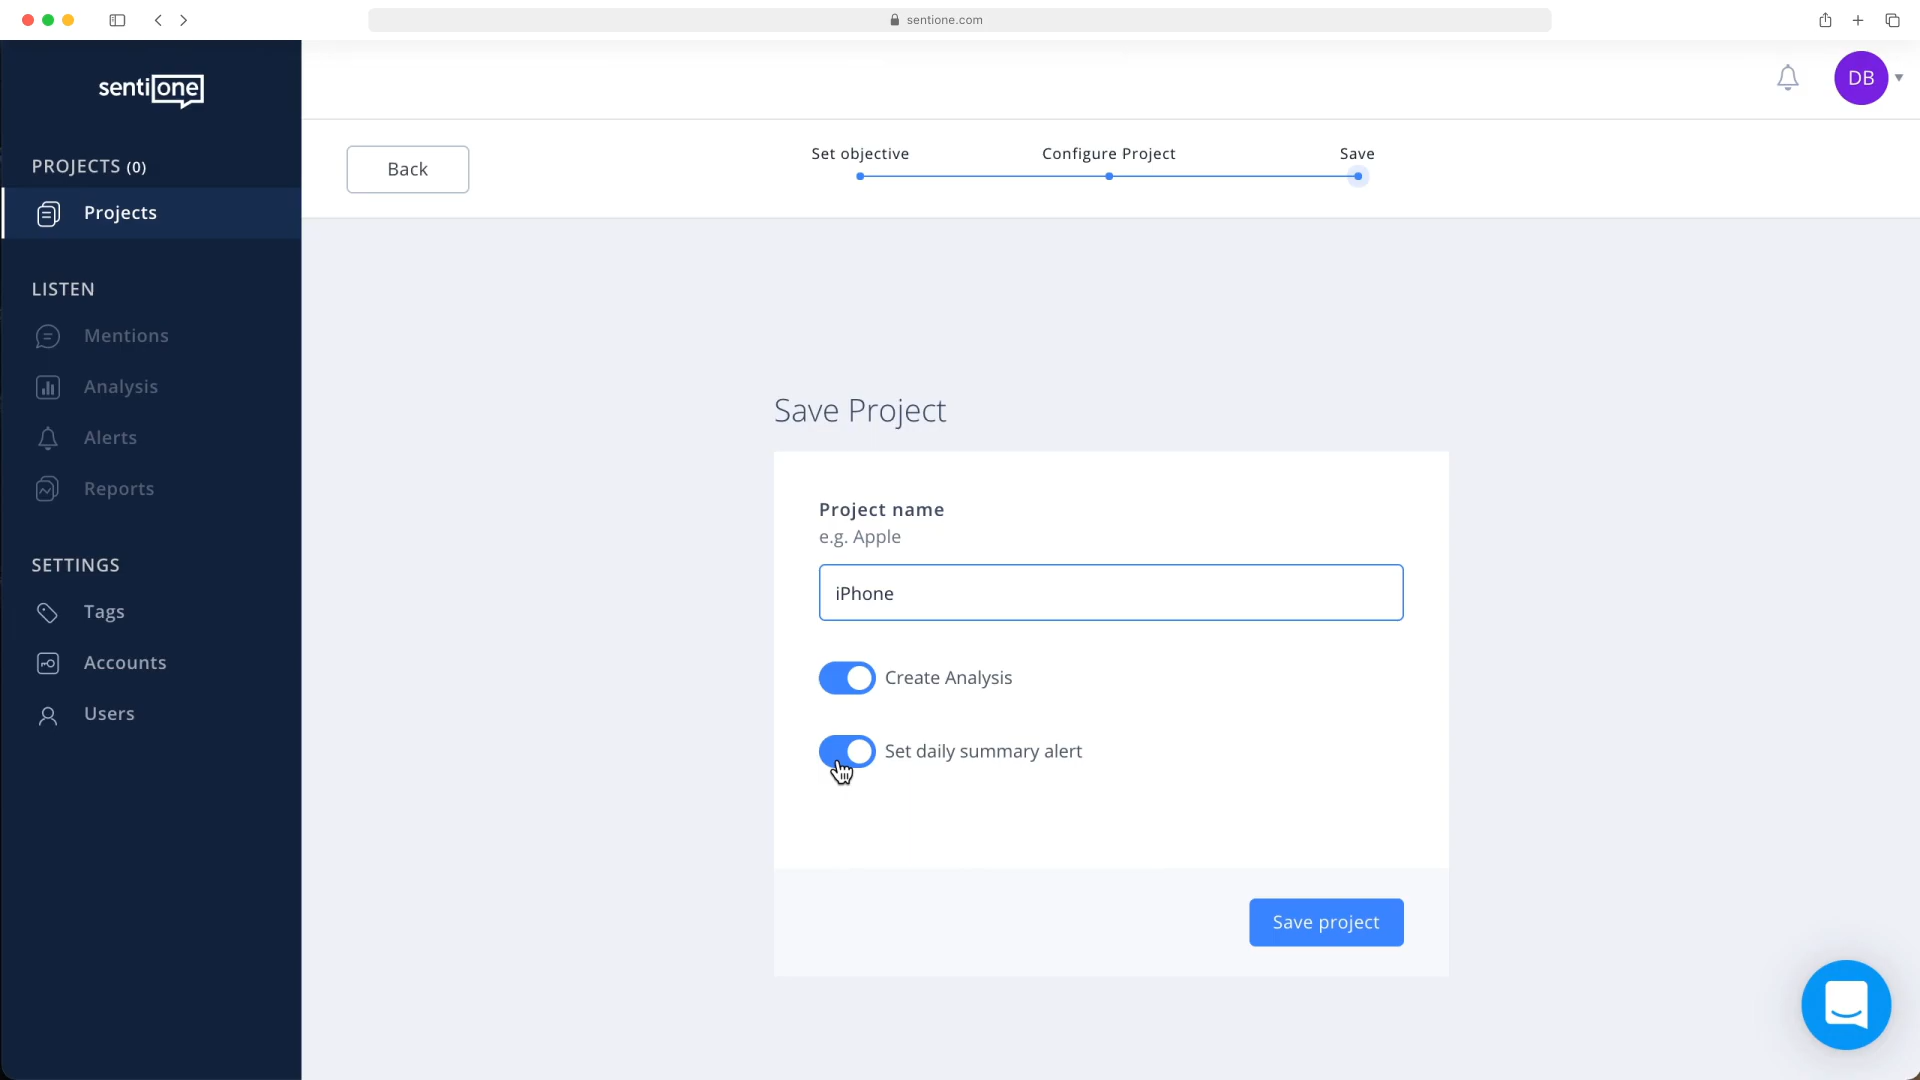 sentione.com
sentione
DB
PROJECTS (0)
Projects
LISTEN
Mentions
Analysis
Alerts
Reports
SETTINGS
Tags
Accounts
Users
Back
Set objective
Configure Project
Save
Save Project
Project name
e.g. Apple
iPhone
Create Analysis
Set daily summary alert
Save project